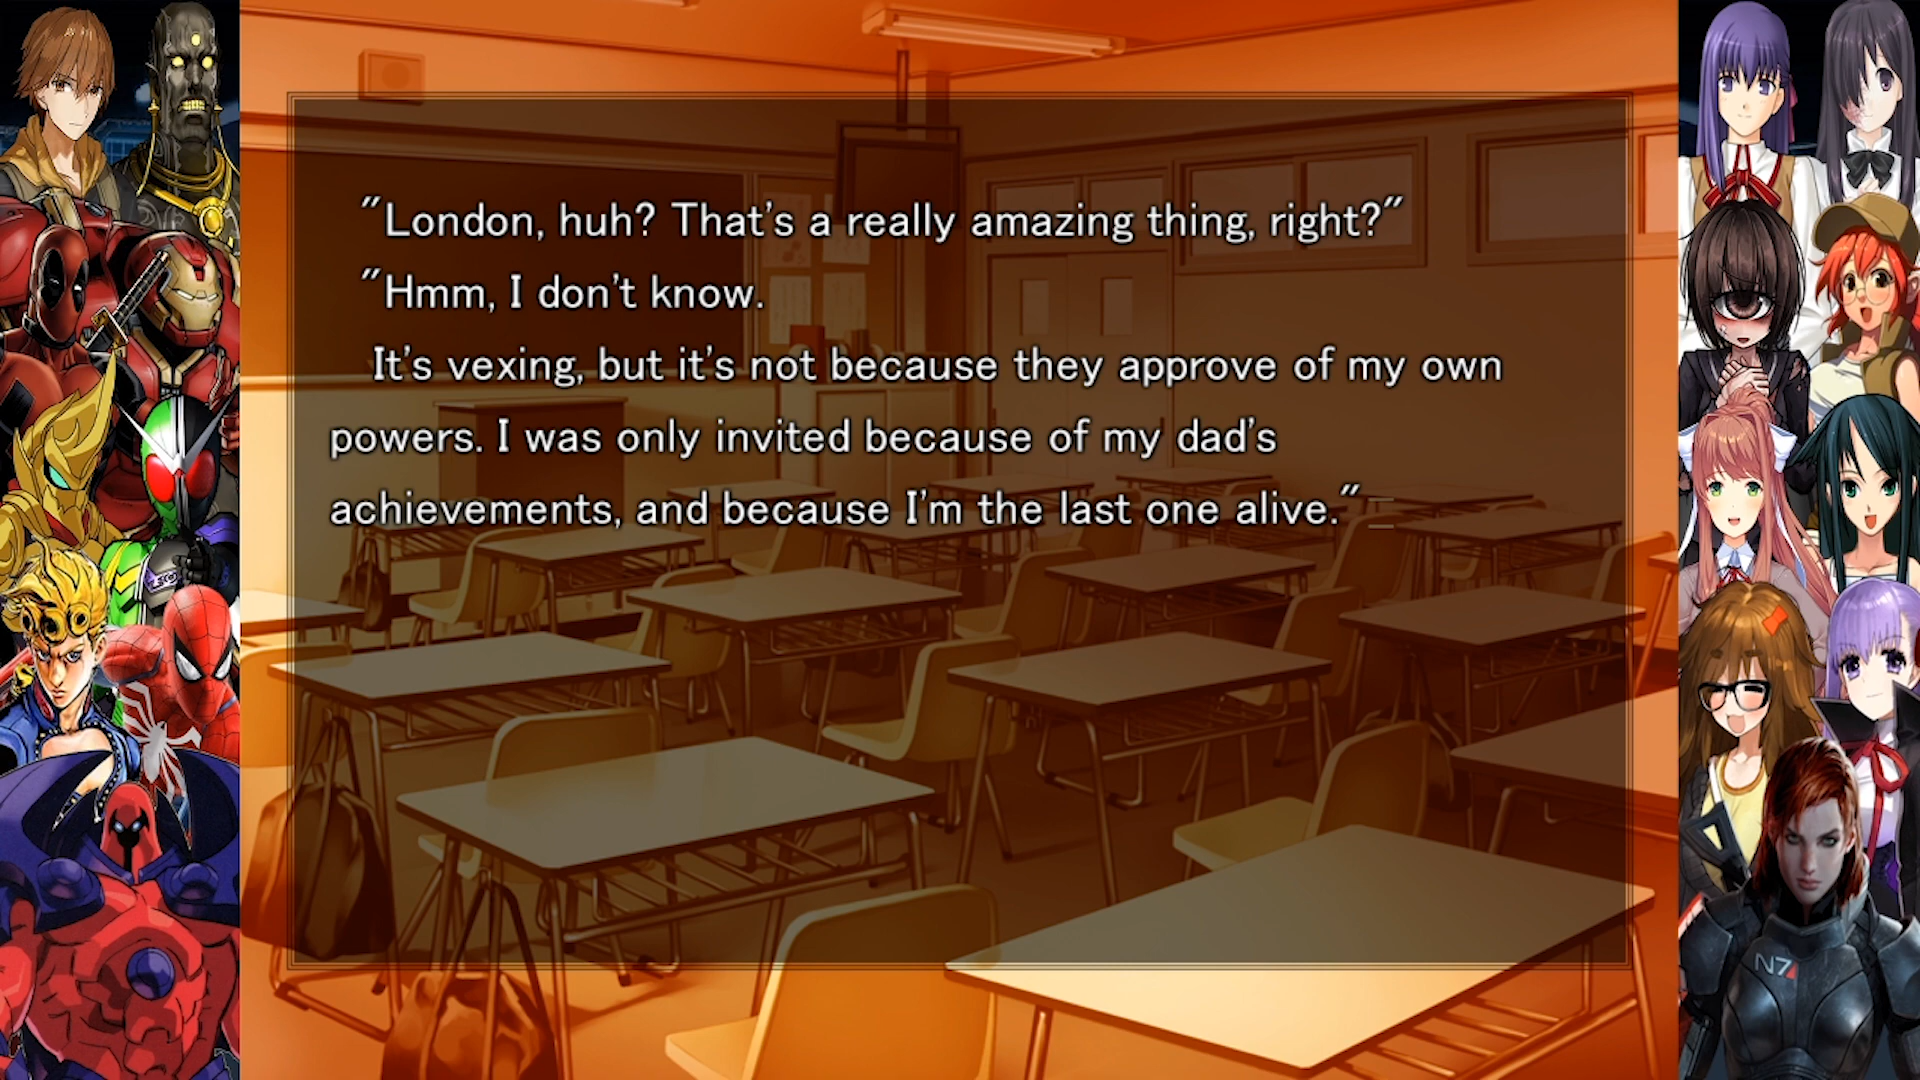 "London, huh? That's a really amazing thing, right?"
"Hmm, I don't know.
It's vexing, but it's not because they approve of my own
powers. I was only invited because of my dad's
achievements, and because I'm the last one alive."
N7